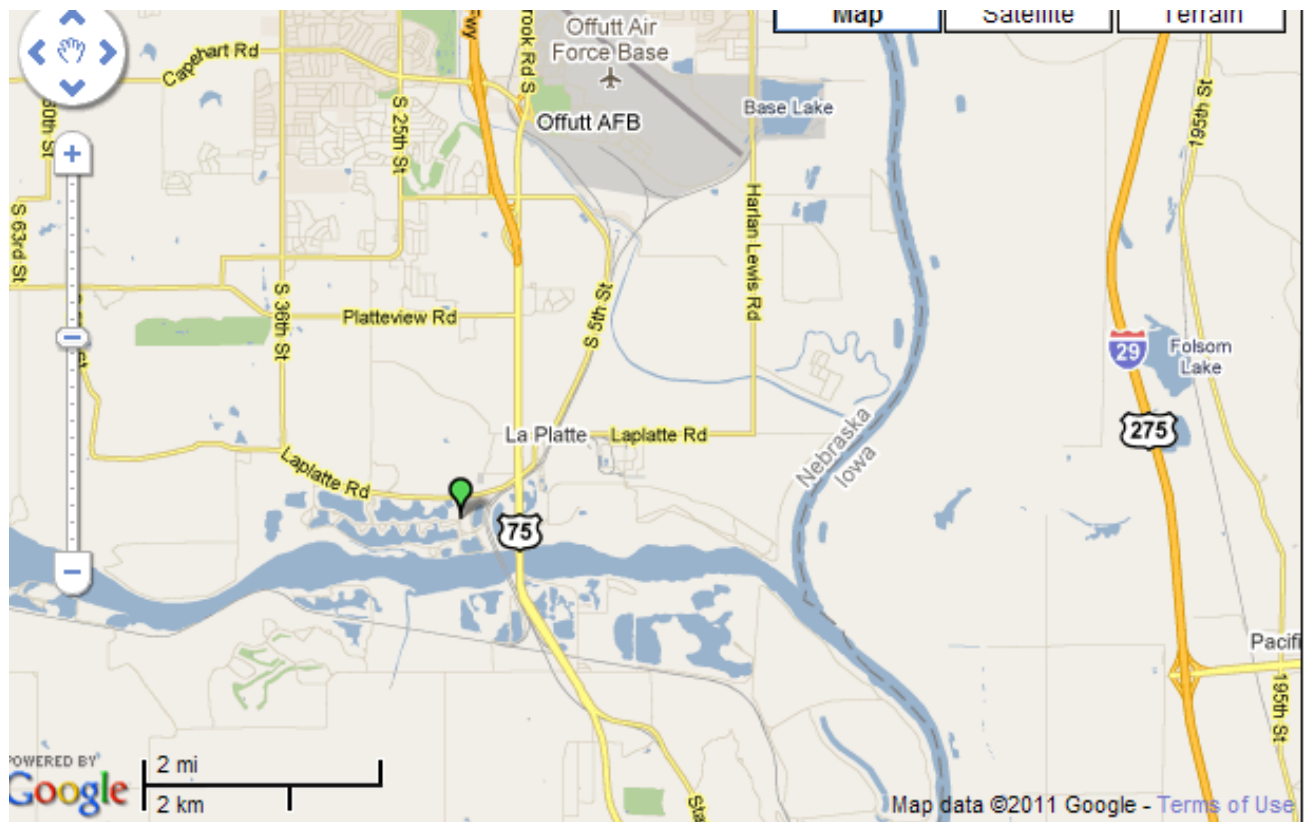 Map
Satellite
Terrain
Offutt Air
Force Base
Fwy
Capehart Rd
Base Lake
Offutt AFB
195th St
S 25th St
S 63rd St
Harlan Lewis Rd
S 36th St
Platteview Rd
S 5th St
29
Folsom
Lake
La Platte
Laplatte Rd
275
Nebraska
Iowa
Laplatte Rd
75
195th St
POWERED BY
Google
2 mi
2 km
Map data ©2011 Google - Terms of Use